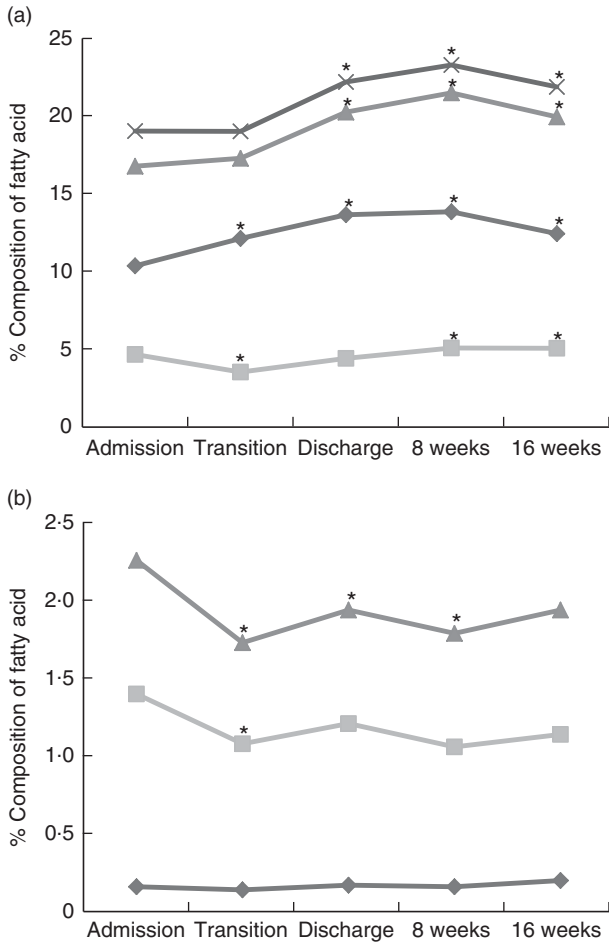 (a)
25
20
15
10
5
0
% Composition of fatty acid
* * *
* * *
* * * *
* * *
Admission Transition Discharge 8 weeks 16 weeks
(b)
2·5
2·0
1·5
1·0
0·5
0
% Composition of fatty acid
* * *
*
Admission Transition Discharge 8 weeks 16 weeks